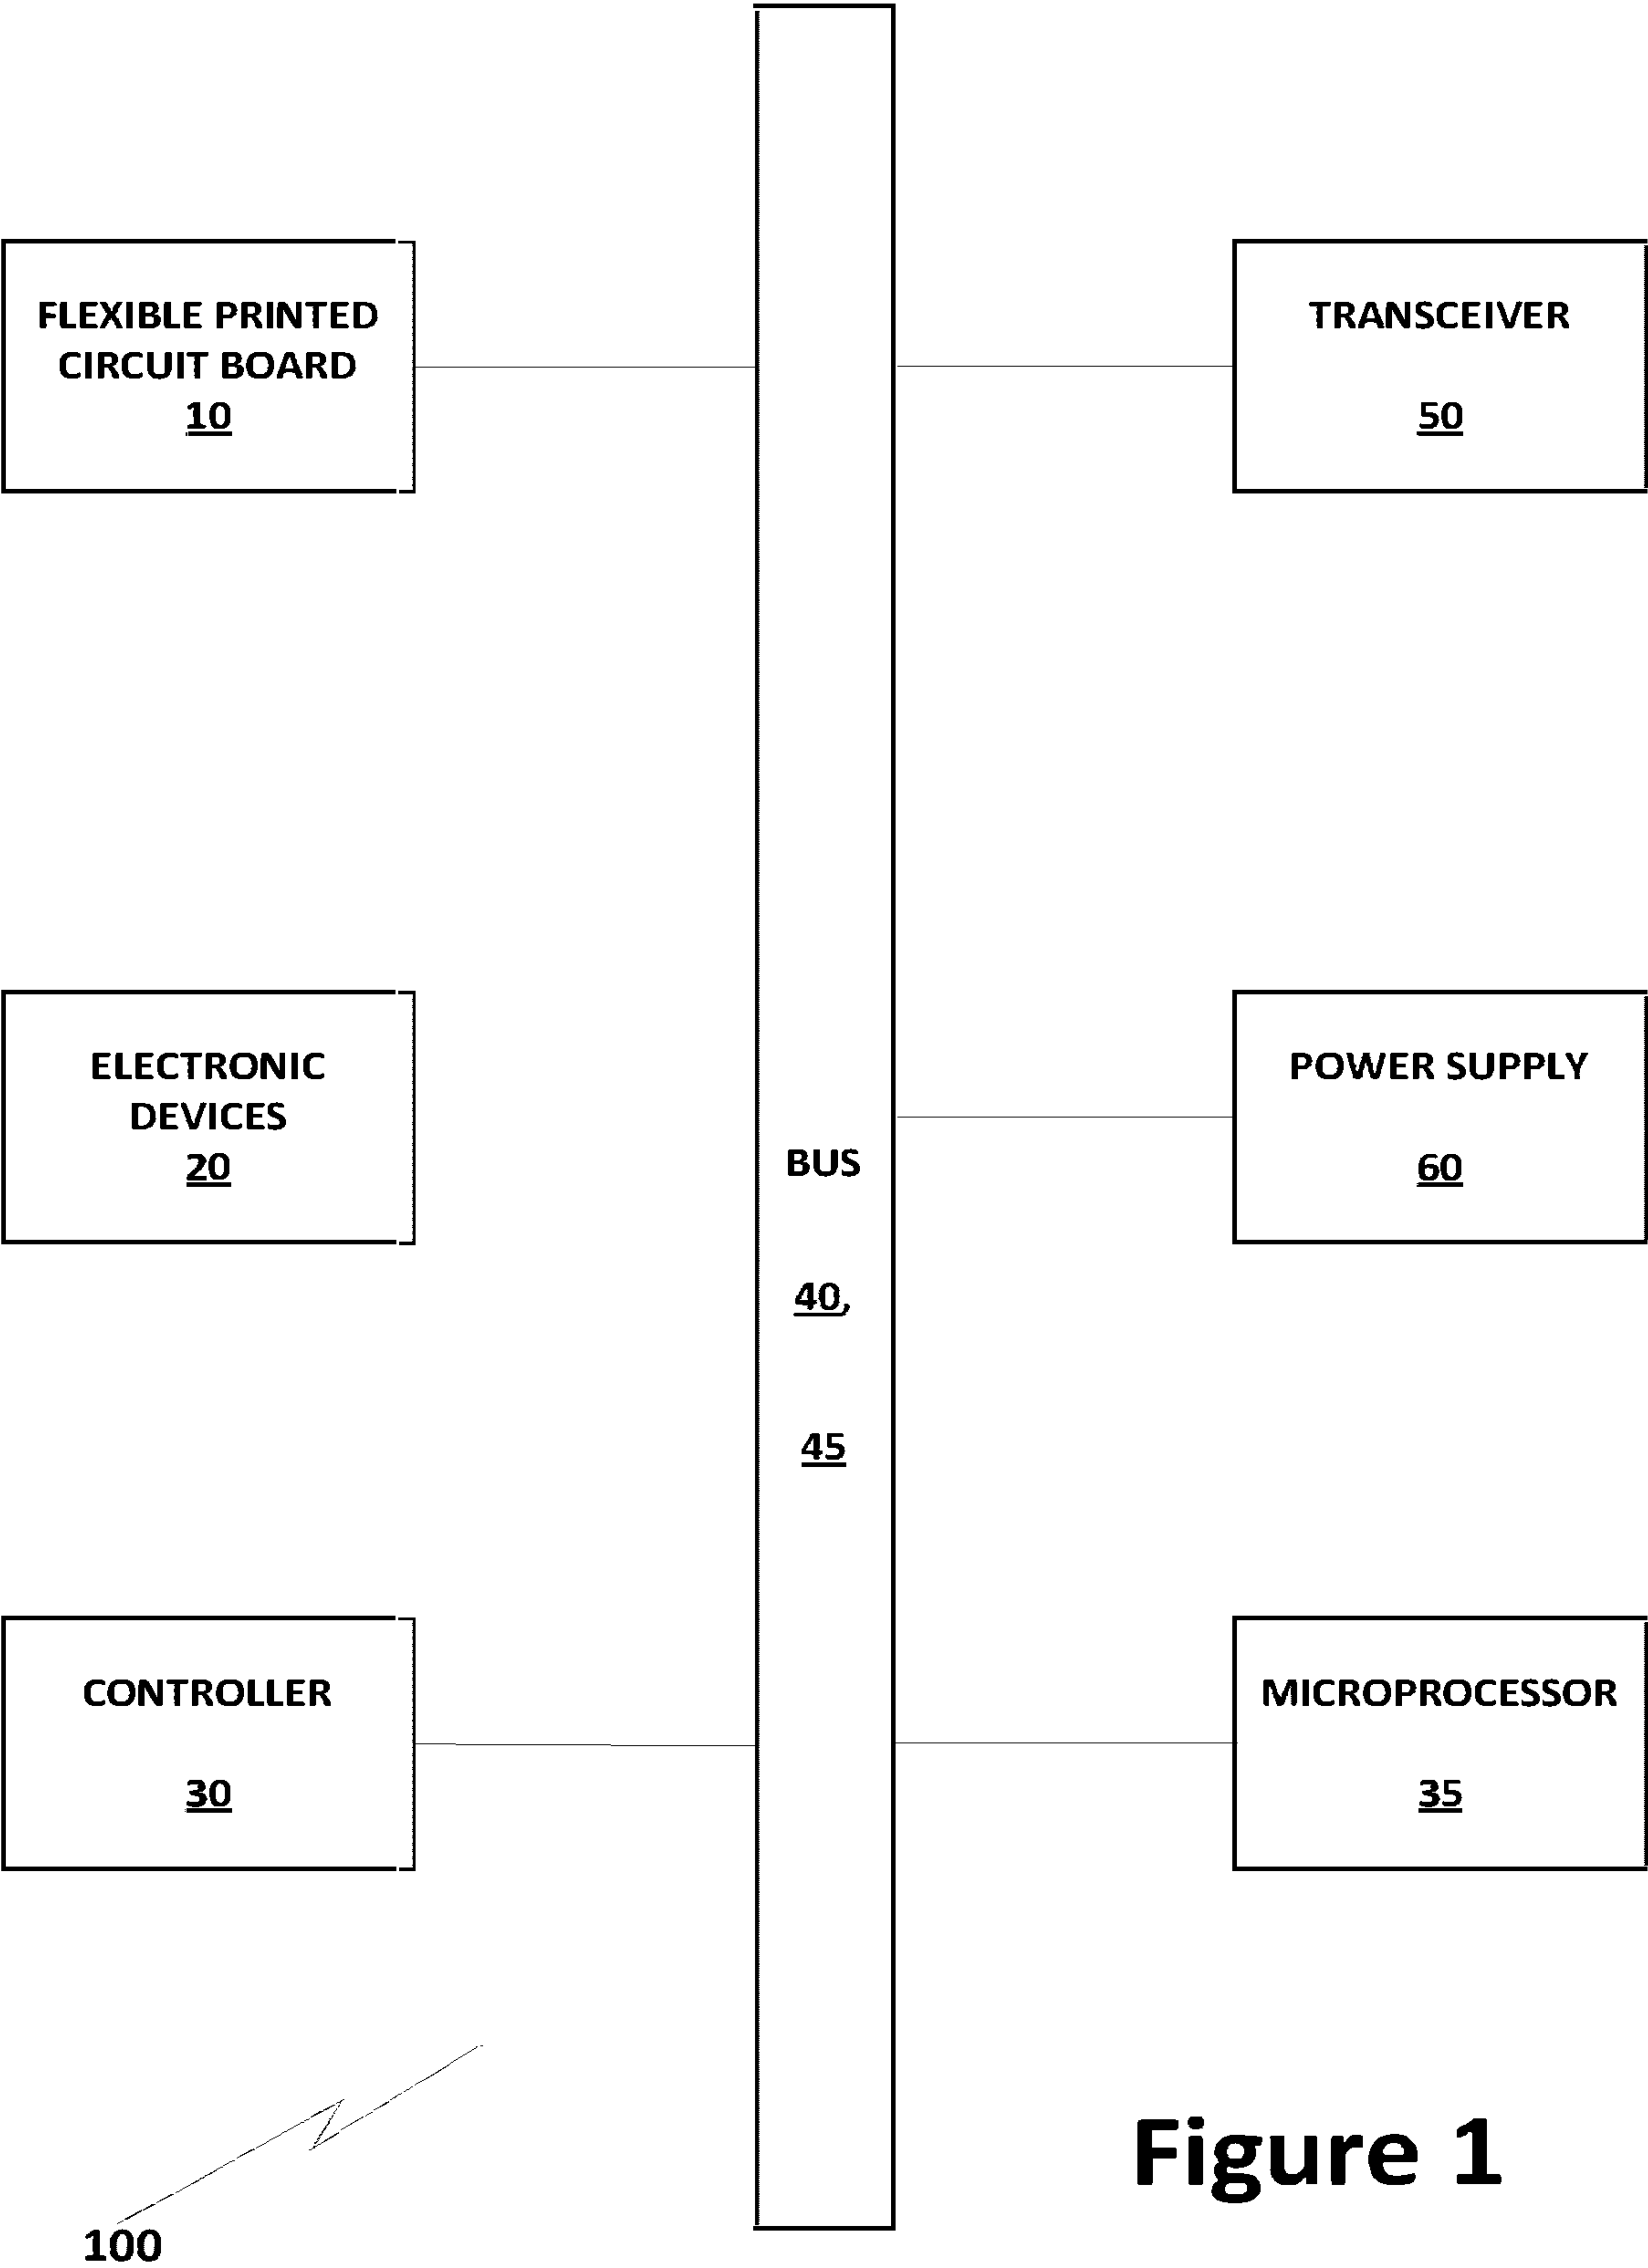 FLEXIBLE PRINTED
CIRCUIT BOARD
10
TRANSCEIVER
50
ELECTRONIC
DEVICES
20
BUS
40,
45
POWER SUPPLY
60
CONTROLLER
30
MICROPROCESSOR
35
100
Figure 1